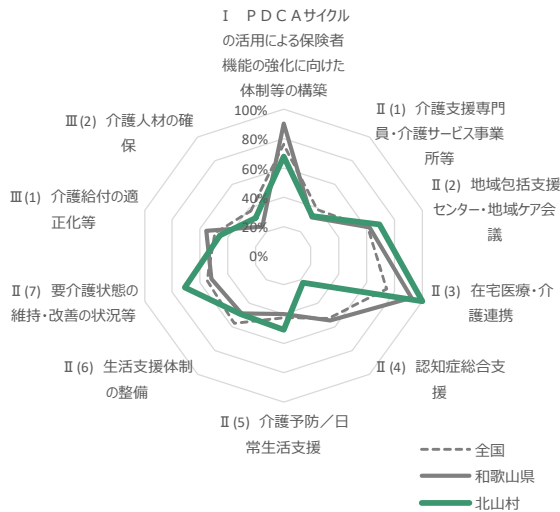 Ⅰ　ＰＤＣＡサイクル
の活用による保険者
機能の強化に向けた
体制等の構築
Ⅱ(1) 介護支援専門
員・介護サービス事業
所等
Ⅱ(2) 地域包括支援
センター・地域ケア会
議
Ⅱ(3) 在宅医療・介
護連携
Ⅱ(4) 認知症総合支
援
Ⅱ(5) 介護予防／日
常生活支援
Ⅱ(6) 生活支援体制
の整備
Ⅱ(7) 要介護状態の
維持・改善の状況等
Ⅲ(1) 介護給付の適
正化等
Ⅲ(2) 介護人材の確
保
100%
80%
60%
40%
20%
0%
全国
和歌山県
北山村